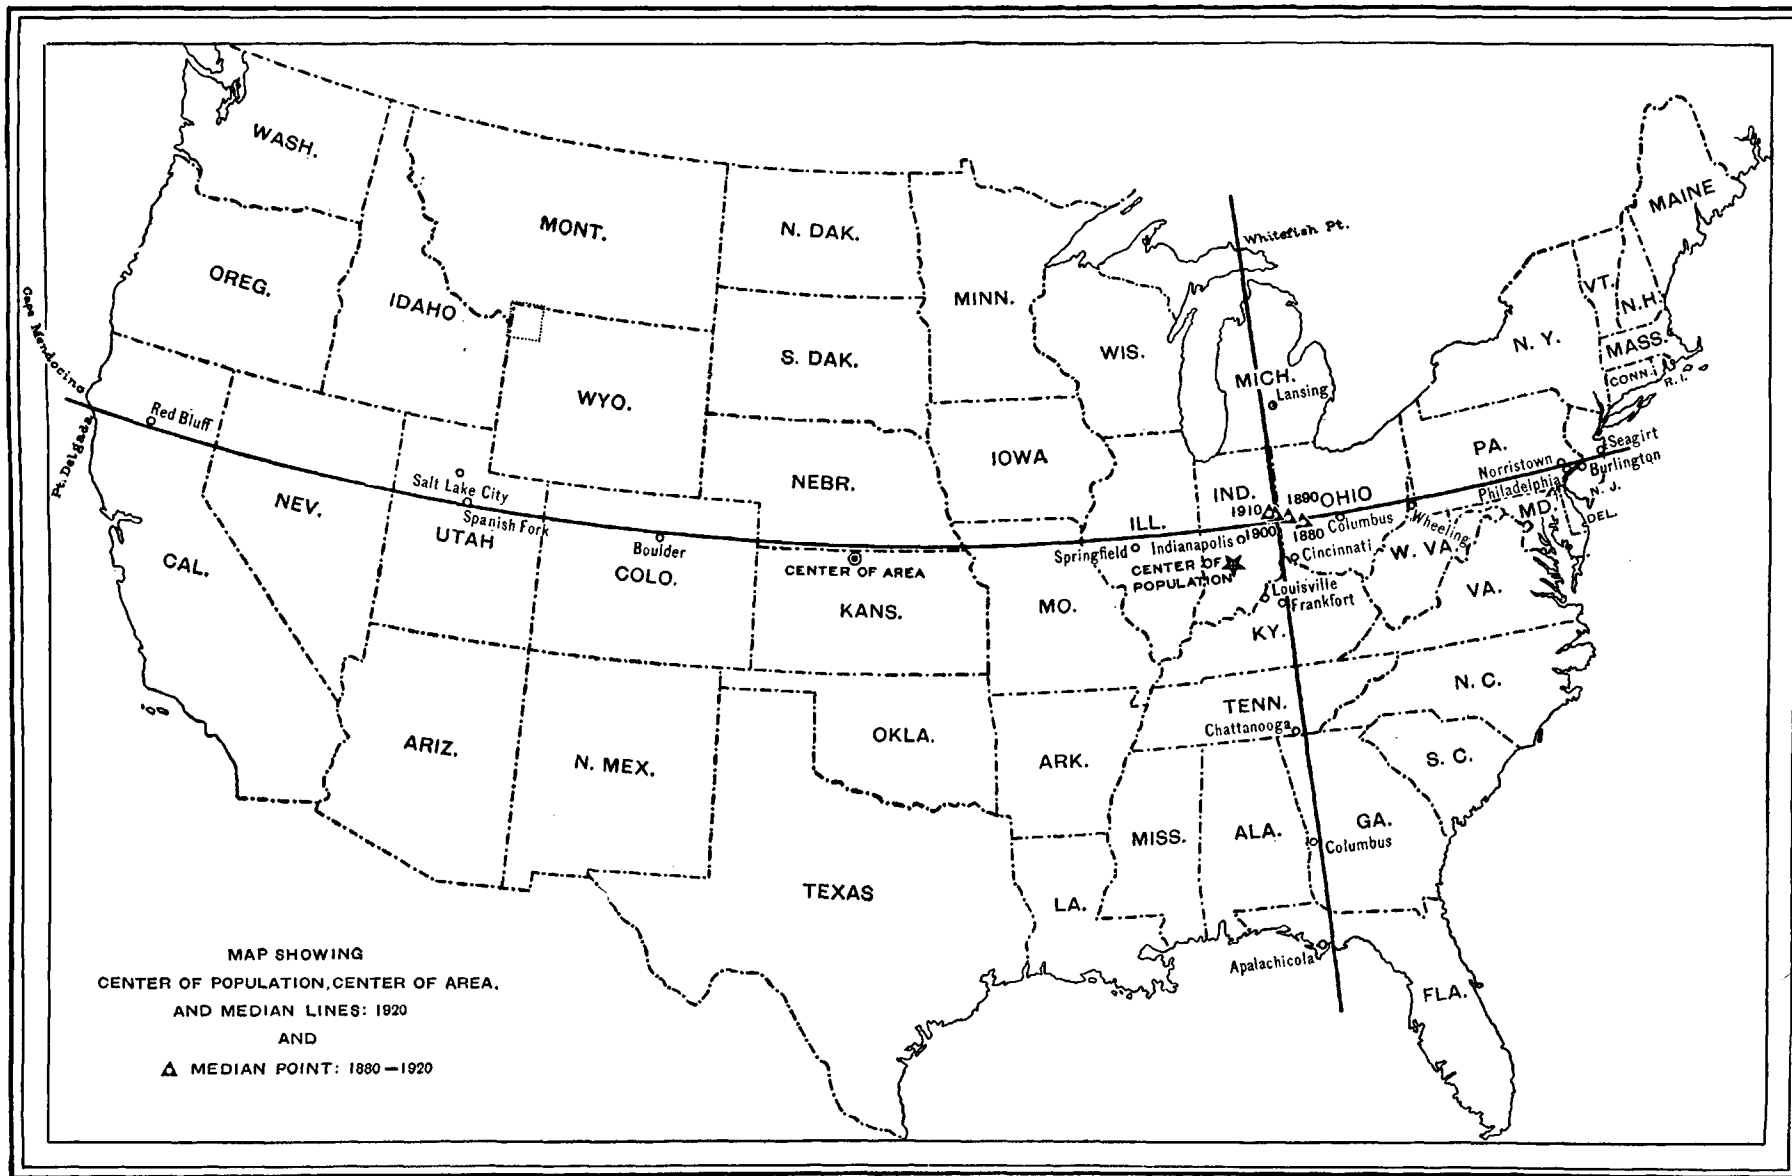 WASH.
MONT.
N. DAK.
MAINE
Whitefish Pt.
OREG.
IDAHO
MINN.
VT.
N.H.
Cape Mendocino
WIS.
S. DAK.
N. Y.
MASS.
CONN.
R. I.
MICH.
Lansing
WYO.
Red Bluff
Pt. Delgada
IOWA
PA.
Seagirt
Norristown
Burlington
Philadelphia
NEBR.
Salt Lake City
Spanish Fork
UTAH
NEV.
IND.
1890
OHIO
1910
N. J.
MD.
DEL.
ILL.
1900
1880
Columbus
Wheeling
Boulder
Springfield
Indianapolis
Cincinnati
W. VA.
CAL.
COLO.
CENTER OF AREA
CENTER OF
POPULATION
Louisville
Frankfort
VA.
KANS.
MO.
KY.
N. C.
TENN.
Chattanooga
ARIZ.
N. MEX.
OKLA.
ARK.
S. C.
MISS.
ALA.
GA.
Columbus
TEXAS
LA.
Apalachicola
FLA.
MAP SHOWING
CENTER OF POPULATION, CENTER OF AREA,
AND MEDIAN LINES: 1920
AND
△ MEDIAN POINT: 1880—1920